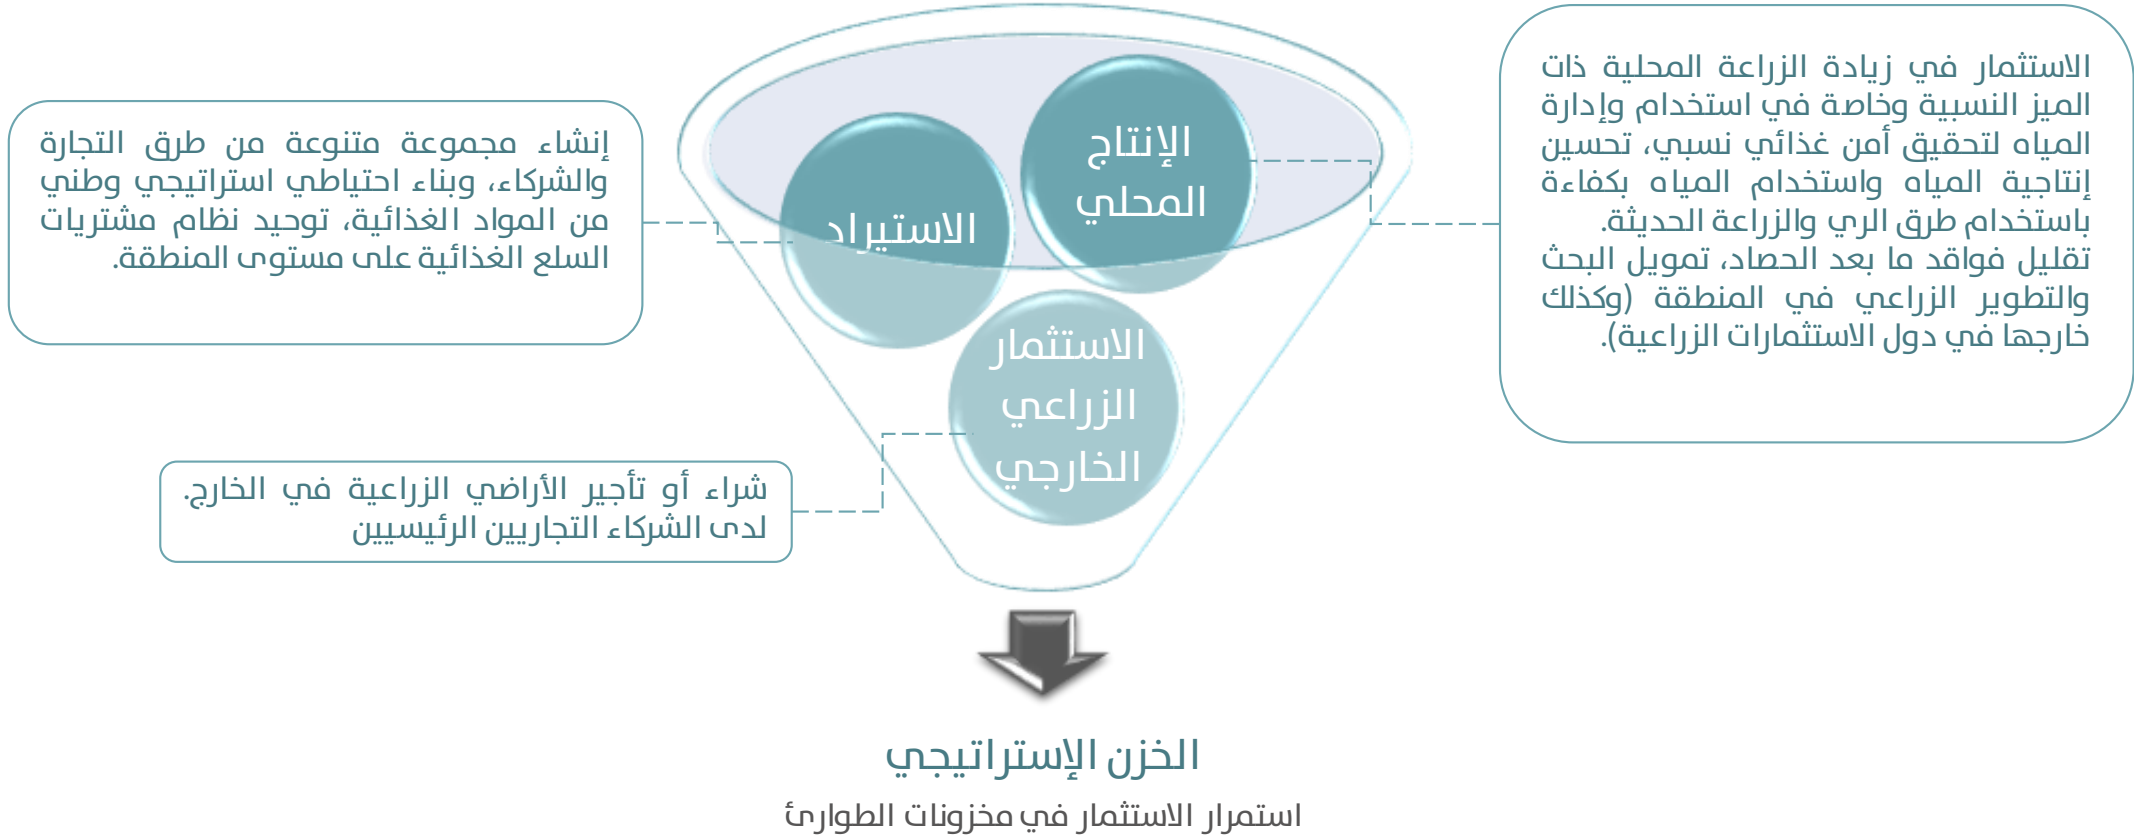 الاستثمار في زيادة الزراعة المحلية ذات
الميز النسبية وخاصة في استخدام وإدارة
المياه لتحقيق أمن غذائي نسبي، تحسين
إنتاجية المياه واستخدام المياه بكفاءة
باستخدام طرق الري والزراعة الحديثة.
تقليل فواقد ما بعد الحصاد، تمويل البحث
والتطوير الزراعي في المنطقة (وكذلك
خارجها في دول الاستثمارات الزراعية).
الإنتاج
المحلي
الاستيراد
إنشاء مجموعة متنوعة من طرق التجارة
والشركاء، وبناء احتياطي استراتيجي وطني
من المواد الغذائية، توحيد نظام مشتريات
السلع الغذائية على مستوى المنطقة.
الاستثمار
الزراعي
الخارجي
شراء أو تأجير الأراضي الزراعية في الخارج.
لدى الشركاء التجاريين الرئيسيين
الخزن الإستراتيجي
استمرار الاستثمار في مخزونات الطوارئ